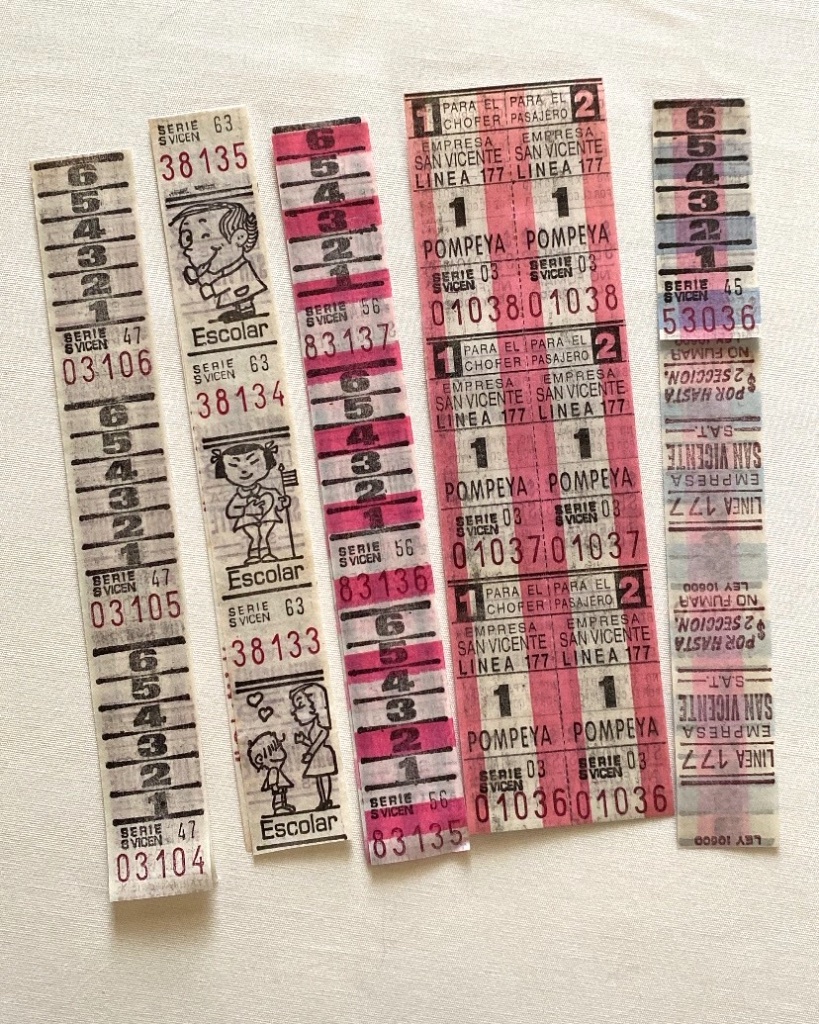 6
5
4
3
2
1
SERIE 47
S VICEN
03106
6
5
4
3
2
1
SERIE 47
S VICEN
03105
6
5
4
3
2
1
SERIE 47
S VICEN
03104
SERIE 63
S VICEN
38135
Escolar
SERIE 63
S VICEN
38134
Escolar
SERIE 63
S VICEN
38133
Escolar
6
5
4
3
2
1
SERIE 56
S VICEN
83137
6
5
4
3
2
1
SERIE 56
S VICEN
83136
6
5
4
3
2
1
SERIE 56
S VICEN
83135
1 PARA EL CHOFER PARA EL PASAJERO 2
EMPRESA EMPRESA
SAN VICENTE SAN VICENTE
LINEA 177 LINEA 177
1 1
POMPEYA POMPEYA
SERIE 03 SERIE 03
S VICEN S VICEN
01038 01038
1 PARA EL CHOFER PARA EL PASAJERO 2
EMPRESA EMPRESA
SAN VICENTE SAN VICENTE
LINEA 177 LINEA 177
1 1
POMPEYA POMPEYA
SERIE 03 SERIE 03
S VICEN S VICEN
01037 01037
1 PARA EL CHOFER PARA EL PASAJERO 2
EMPRESA EMPRESA
SAN VICENTE SAN VICENTE
LINEA 177 LINEA 177
1 1
POMPEYA POMPEYA
SERIE 03 SERIE 03
S VICEN S VICEN
01036 01036
6
5
4
3
2
1
SERIE 45
S VICEN
53036
NO FUMAR
POR HASTA
$ 2 SECCION.
S.A.T.
SAN VICENTE
EMPRESA
LINEA 177
LEY 10600
NO FUMAR
POR HASTA
$ 2 SECCION.
S.A.T.
SAN VICENTE
EMPRESA
LINEA 177
LEY 10600